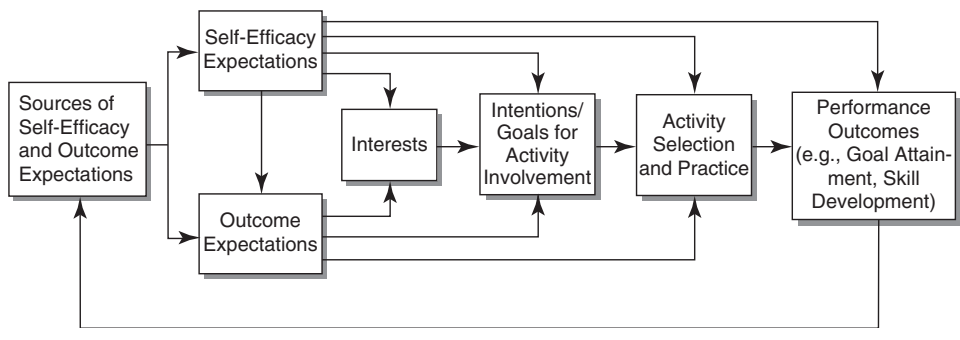 Sources of
Self-Efficacy
and Outcome
Expectations
Self-Efficacy
Expectations
Outcome
Expectations
Interests
Intentions/
Goals for
Activity
Involvement
Activity
Selection
and Practice
Performance
Outcomes
(e.g., Goal Attain-
ment, Skill
Development)